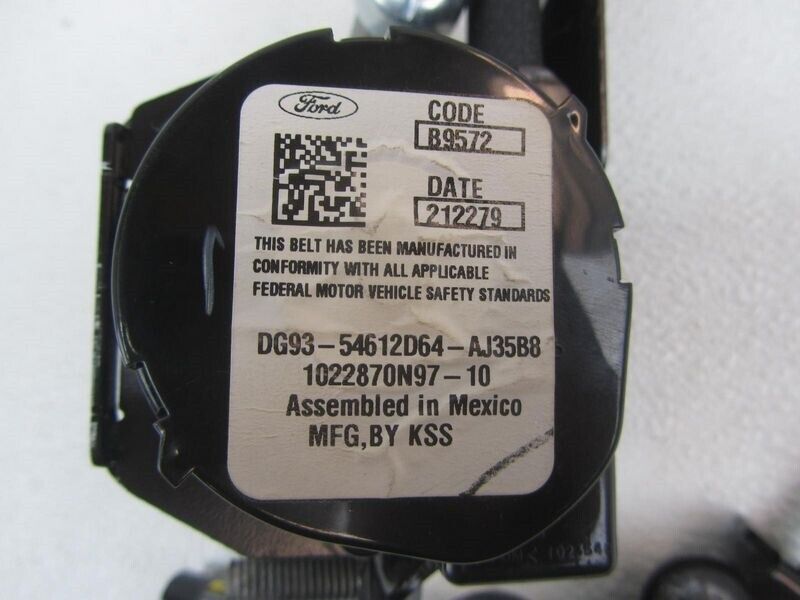 Ford
CODE
B9572
DATE
212279
THIS BELT HAS BEEN MANUFACTURED IN
CONFORMITY WITH ALL APPLICABLE
FEDERAL MOTOR VEHICLE SAFETY STANDARDS
DG93-54612D64-AJ35B8
1022870N97-10
Assembled in Mexico
MFG,BY KSS